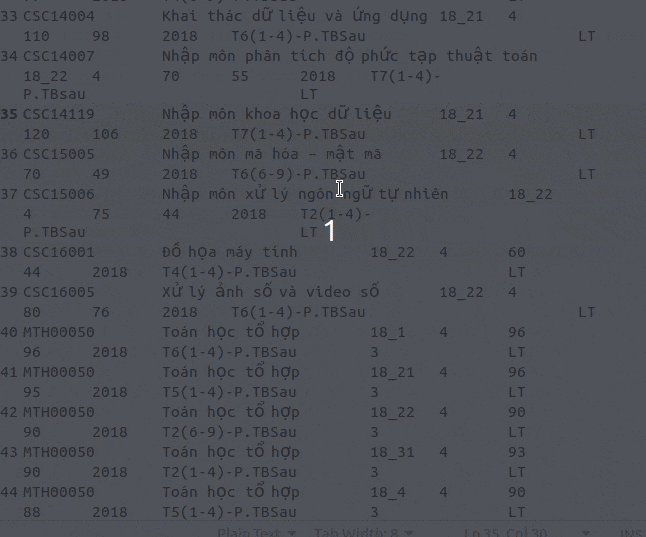 33 CSC14004 Khai thác dữ liệu và ứng dụng 18_21 4
110 98 2018 T6(1-4)-P.TBSau LT
34 CSC14007 Nhập môn phân tích độ phức tạp thuật toán
18_22 4 70 55 2018 T7(1-4)-
P.TBsau LT
35 CSC14119 Nhập môn khoa học dữ liệu 18_21 4
120 106 2018 T7(1-4)-P.TBSau LT
36 CSC15005 Nhập môn mã hóa – mật mã 18_22 4
70 49 2018 T6(6-9)-P.TBSau LT
37 CSC15006 Nhập môn xử lý ngôn ngữ tự nhiên 18_22
4 75 44 2018 T2(1-4)-
P.TBSau LT
1
38 CSC16001 Đồ họa máy tính 18_22 4 60
44 2018 T4(1-4)-P.TBSau LT
39 CSC16005 Xử lý ảnh số và video số 18_22 4
80 76 2018 T6(1-4)-P.TBSau LT
40 MTH00050 Toán học tổ hợp 18_1 4 96
96 2018 T6(1-4)-P.TBSau 3 LT
41 MTH00050 Toán học tổ hợp 18_21 4 96
95 2018 T5(1-4)-P.TBSau 3 LT
42 MTH00050 Toán học tổ hợp 18_22 4 90
90 2018 T2(6-9)-P.TBSau 3 LT
43 MTH00050 Toán học tổ hợp 18_31 4 93
90 2018 T2(1-4)-P.TBSau 3 LT
44 MTH00050 Toán học tổ hợp 18_4 4 90
88 2018 T5(1-4)-P.TBSau 3 LT
Plain Text Tab Width: 8 Ln 35, Col 30 INS